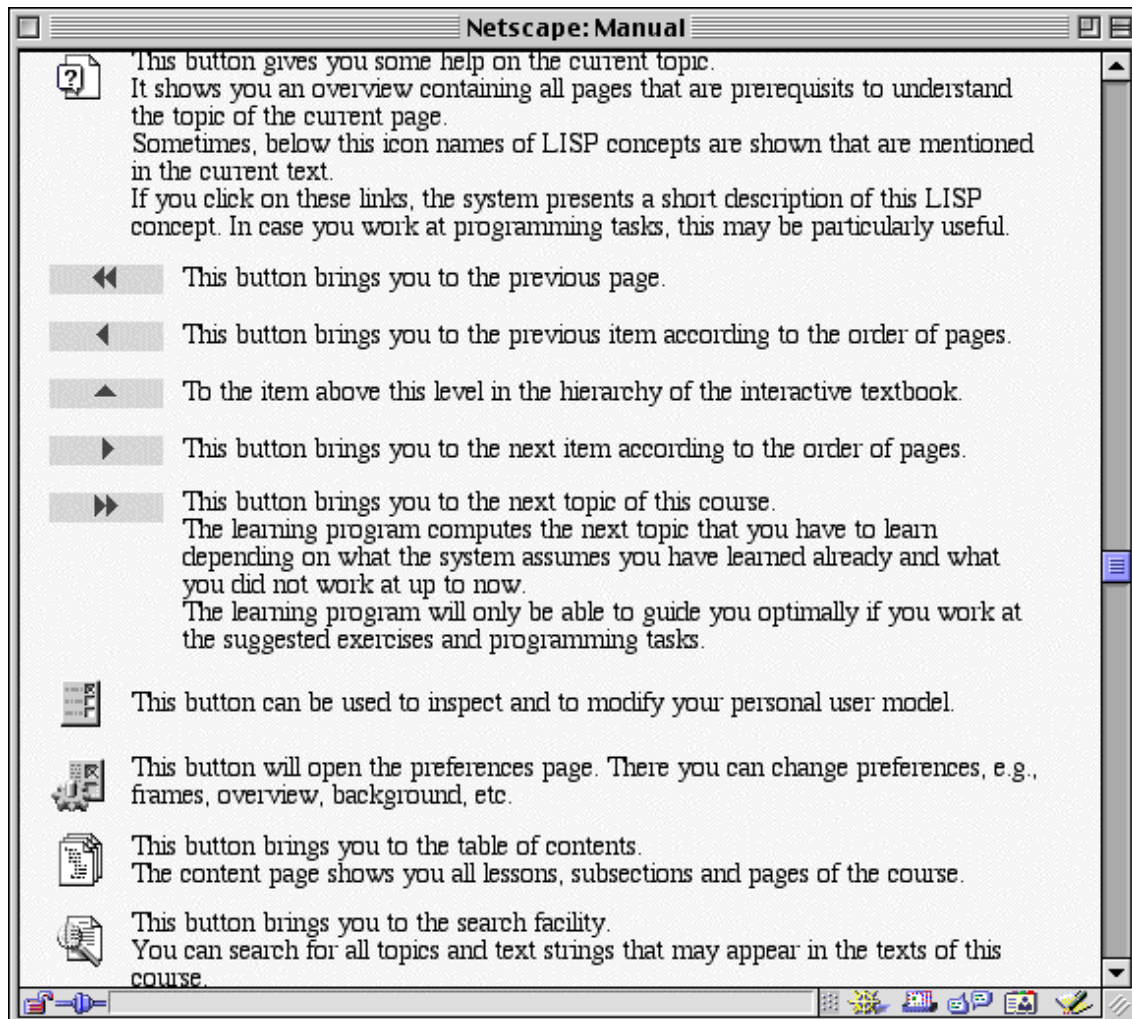 Netscape: Manual
This button gives you some help on the current topic.
It shows you an overview containing all pages that are prerequisits to understand
the topic of the current page.
Sometimes, below this icon names of LISP concepts are shown that are mentioned
in the current text.
If you click on these links, the system presents a short description of this LISP
concept. In case you work at programming tasks, this may be particularly useful.
This button brings you to the previous page.
This button brings you to the previous item according to the order of pages.
To the item above this level in the hierarchy of the interactive textbook.
This button brings you to the next item according to the order of pages.
This button brings you to the next topic of this course.
The learning program computes the next topic that you have to learn
depending on what the system assumes you have learned already and what
you did not work at up to now.
The learning program will only be able to guide you optimally if you work at
the suggested exercises and programming tasks.
This button can be used to inspect and to modify your personal user model.
This button will open the preferences page. There you can change preferences, e.g.,
frames, overview, background, etc.
This button brings you to the table of contents.
The content page shows you all lessons, subsections and pages of the course.
This button brings you to the search facility.
You can search for all topics and text strings that may appear in the texts of this
course.